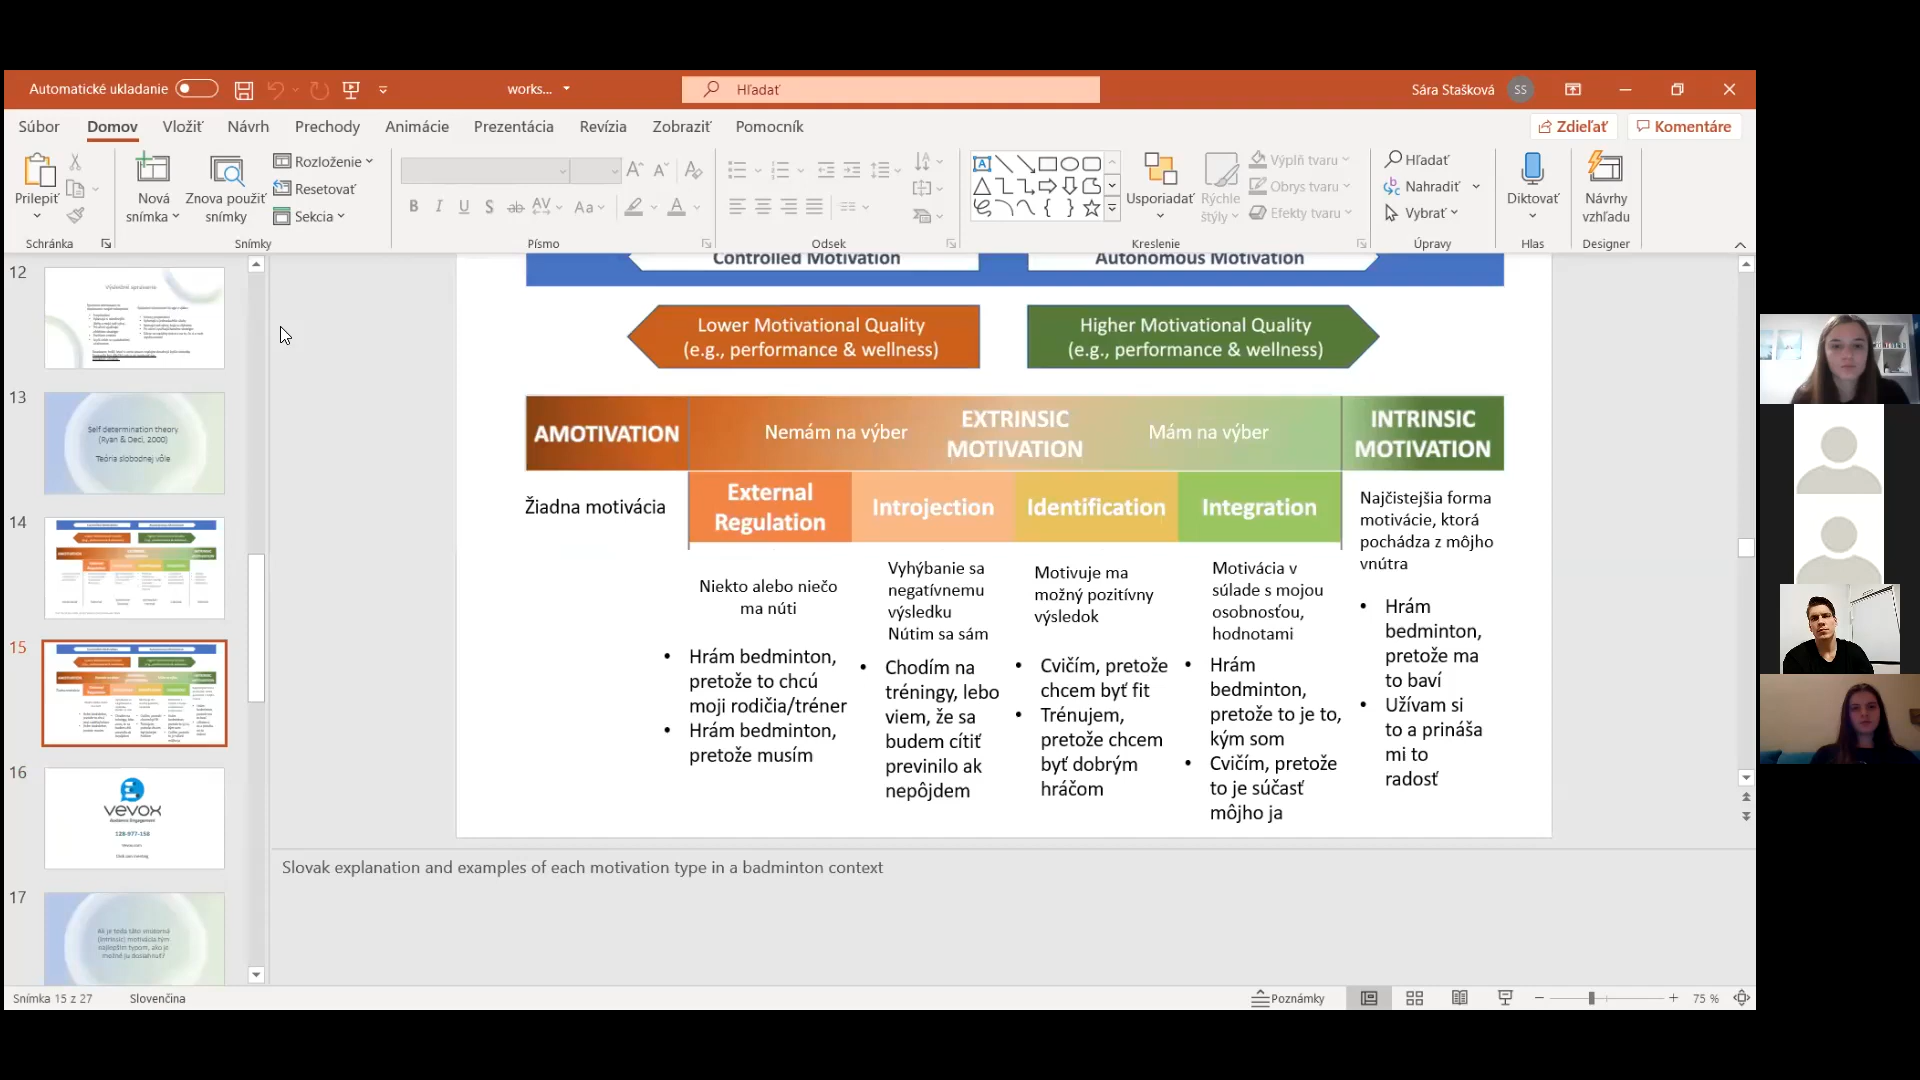 Automatické ukladanie
works...
Hľadať
Sára Stašková
SS
Súbor
Domov
Vložiť
Návrh
Prechody
Animácie
Prezentácia
Revízia
Zobraziť
Pomocník
Zdieľať
Komentáre
Prilepiť
Nová
snímka
Znova použiť
snímky
Rozloženie
Resetovať
Sekcia
Usporiadať
Rýchle
štýly
Výplň tvaru
Obrys tvaru
Efekty tvaru
Hľadať
Nahradiť
Vybrať
Diktovať
Návrhy
vzhľadu
Schránka
Snímky
Písmo
Odsek
Kreslenie
Úpravy
Hlas
Designer
12
13
Self determination theory
(Ryan & Deci, 2000)
Teória slobodnej vôle
14
15
16
vevox
128-977-158
17
Controlled Motivation
Autonomous Motivation
Lower Motivational Quality
(e.g., performance & wellness)
Higher Motivational Quality
(e.g., performance & wellness)
AMOTIVATION
Nemám na výber
EXTRINSIC
MOTIVATION
Mám na výber
INTRINSIC
MOTIVATION
Žiadna motivácia
External
Regulation
Introjection
Identification
Integration
Najčistejšia forma
motivácie, ktorá
pochádza z môjho
vnútra
Niekto alebo niečo
ma núti
Vyhýbanie sa
negatívnemu
výsledku
Nútim sa sám
Motivuje ma
možný pozitívny
výsledok
Motivácia v
súlade s mojou
osobnosťou,
hodnotami
• Hrám bedminton,
pretože to chcú
moji rodičia/tréner
• Hrám bedminton,
pretože musím
• Chodím na
tréningy, lebo
viem, že sa
budem cítiť
previnilo ak
nepôjdem
• Cvičím, pretože
chcem byť fit
• Trénujem,
pretože chcem
byť dobrým
hráčom
• Hrám
bedminton,
pretože to je to,
kým som
• Cvičím, pretože
to je súčasť
môjho ja
• Hrám
bedminton,
pretože ma
to baví
• Užívam si
to a prináša
mi to
radosť
Slovak explanation and examples of each motivation type in a badminton context
Snímka 15 z 27
Slovenčina
Poznámky
75 %